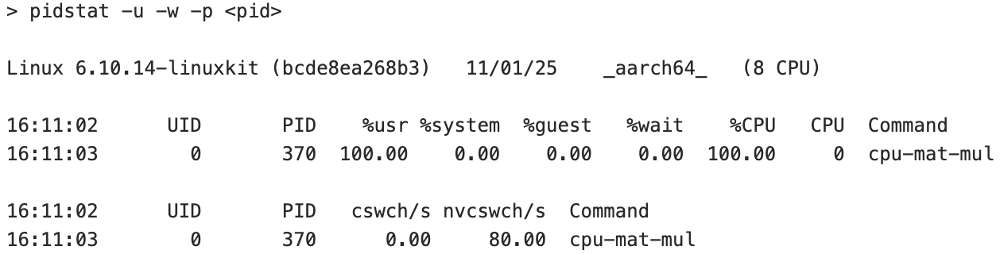 > pidstat -u -w -p <pid>
Linux 6.10.14-linuxkit (bcde8ea268b3)   11/01/25    _aarch64_   (8 CPU)
16:11:02      UID       PID    %usr %system  %guest   %wait    %CPU   CPU  Command
16:11:03        0       370  100.00    0.00    0.00    0.00  100.00     0  cpu-mat-mul
16:11:02      UID       PID   cswch/s nvcswch/s  Command
16:11:03        0       370      0.00     80.00  cpu-mat-mul